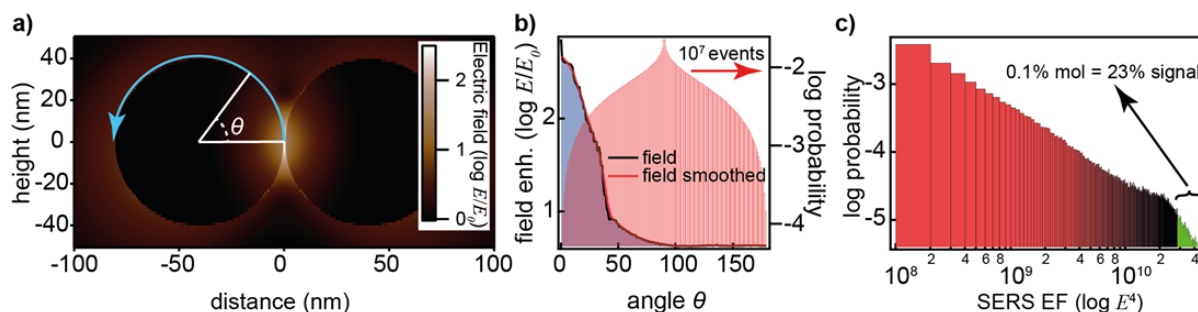 a)
height (nm)
40
20
0
-20
-40
-100
-50
0
50
100
distance (nm)
θ
Electric field (log E/E0)
2
1
0
b)
field enh. (log E/E0)
2
1
0
50
100
150
angle θ
10⁷ events
field
field smoothed
-2
-3
-4
log probability
c)
log probability
-3
-4
-5
0.1% mol = 23% signal
10⁸
2
4
6
8
10⁹
2
4
6
8
10¹⁰
2
4
SERS EF (log E⁴)